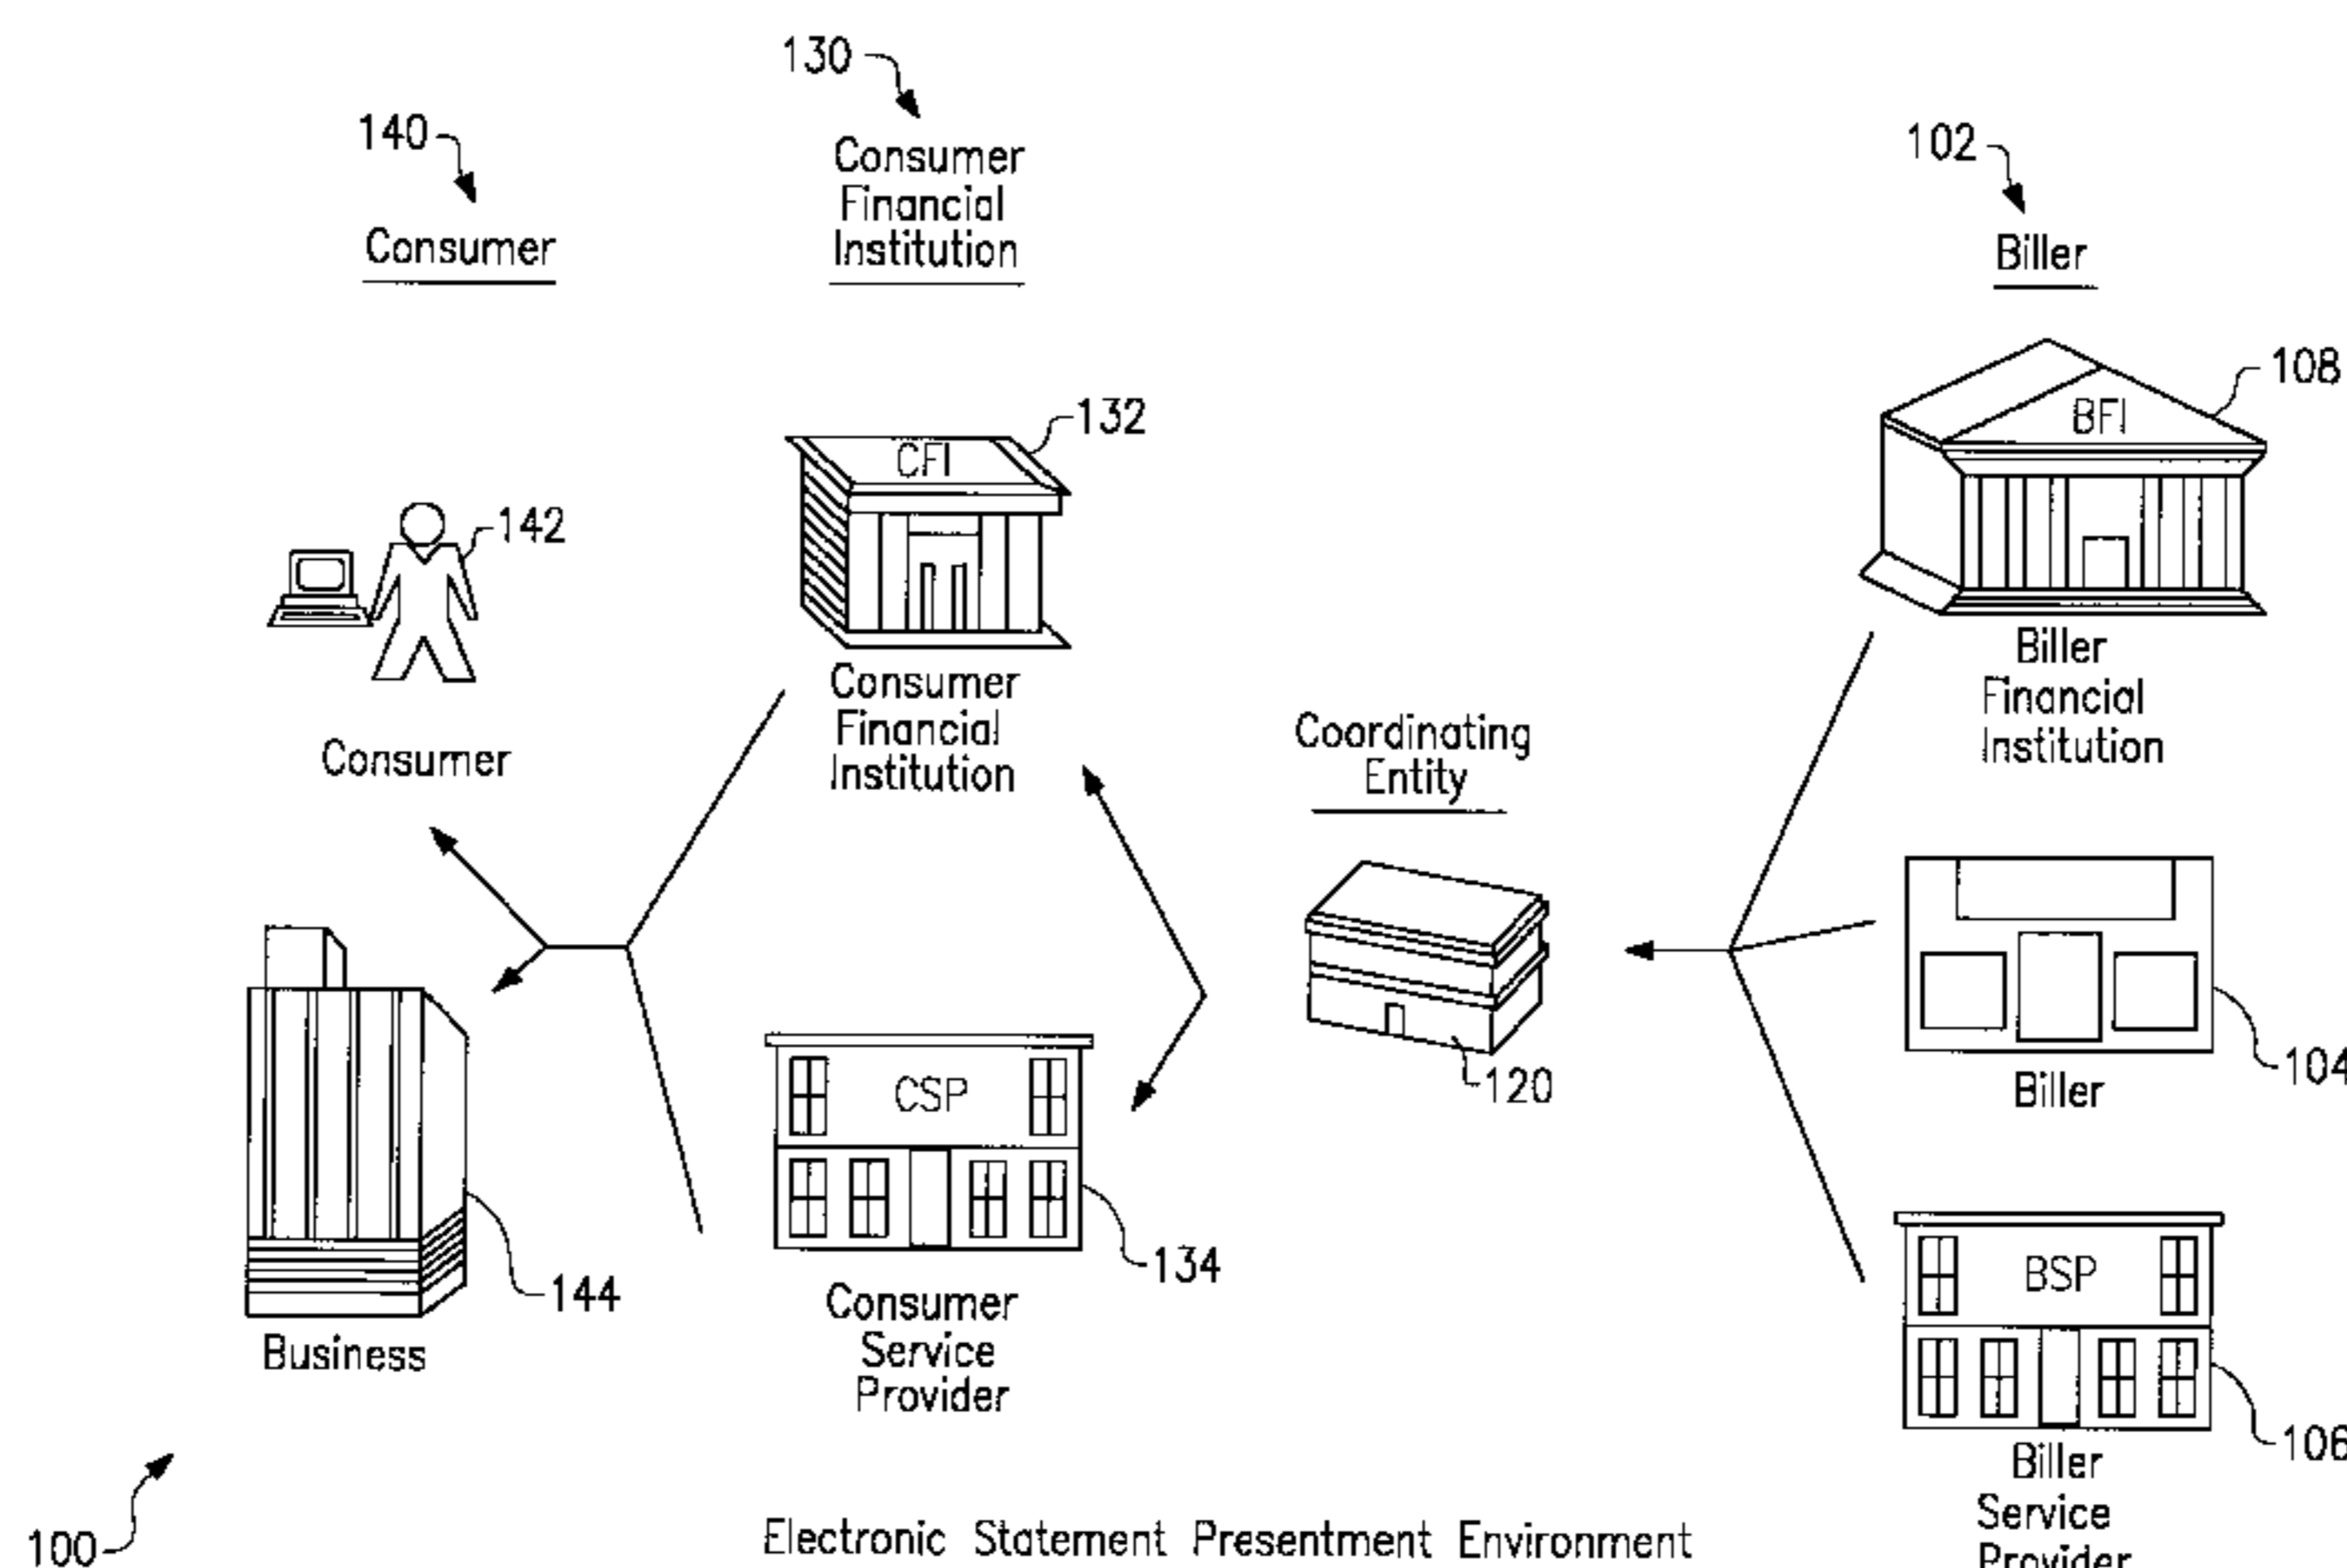 130
140
102
Consumer
Financial
Institution
Consumer
Biller
108
BFI
132
CFI
142
Biller
Financial
Institution
Consumer
Financial
Institution
Coordinating
Entity
Consumer
104
Biller
120
CSP
134
144
BSP
Consumer
Service
Provider
Business
106
Biller
Service
Provider
100
Electronic Statement Presentment Environment